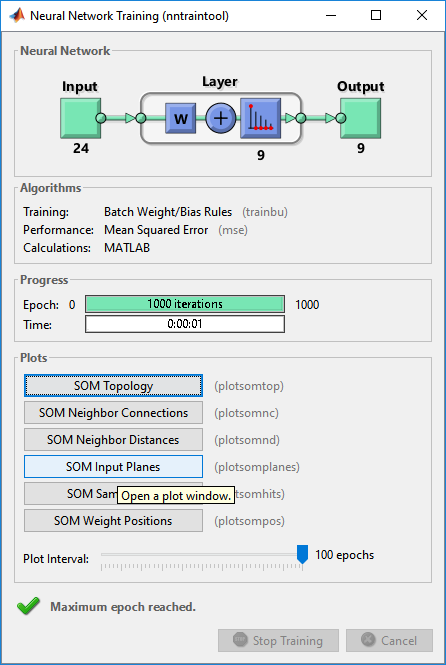 Neural Network Training (nntraintool)
Neural Network
Input
Layer
Output
W
24
9
9
Algorithms
Training: Batch Weight/Bias Rules (trainbu)
Performance: Mean Squared Error (mse)
Calculations: MATLAB
Progress
Epoch: 0 1000 iterations 1000
Time: 0:00:01
Plots
SOM Topology (plotsomtop)
SOM Neighbor Connections (plotsomnc)
SOM Neighbor Distances (plotsomnd)
SOM Input Planes (plotsomplanes)
SOM Sam
Open a plot window.
tsomhits)
SOM Weight Positions (plotsompos)
Plot Interval: 100 epochs
Maximum epoch reached.
Stop Training Cancel